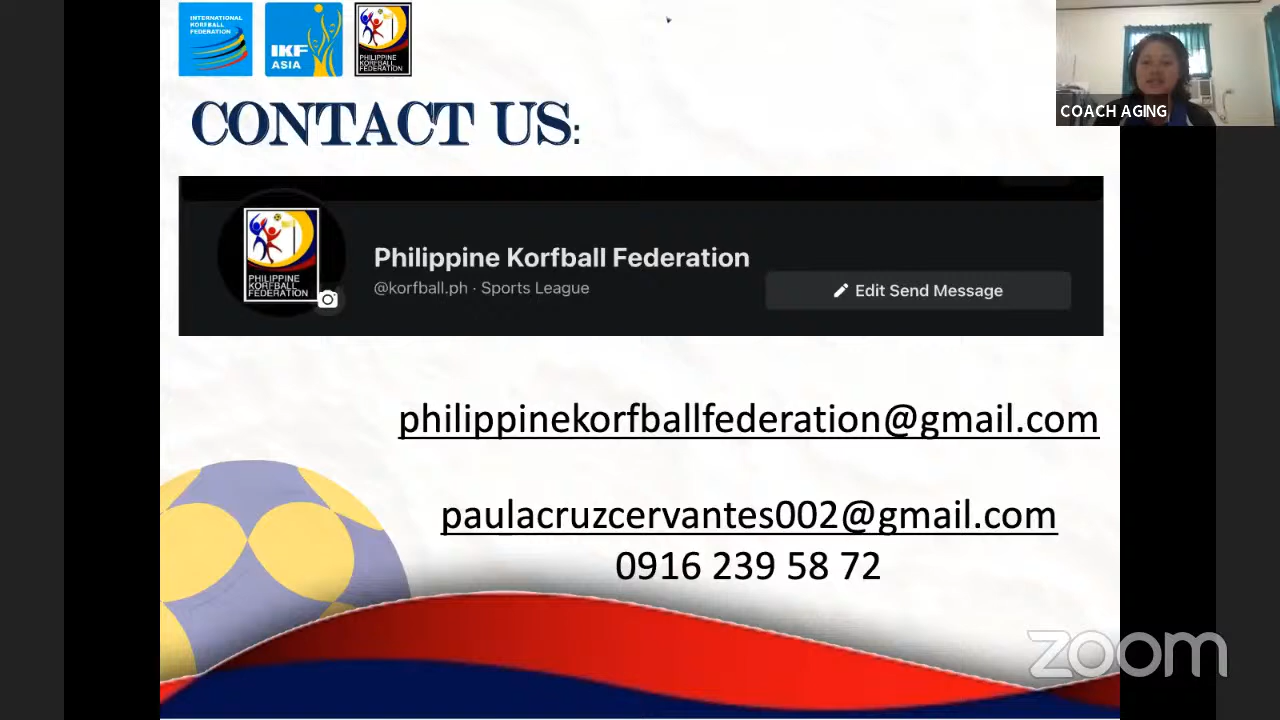 INTERNATIONAL
KORFBALL
FEDERATION
IKF
ASIA
PHILIPPINE
KORFBALL
FEDERATION
COACH AGING
CONTACT US:
PHILIPPINE
KORFBALL
FEDERATION
Philippine Korfball Federation
@korfball.ph · Sports League
Edit Send Message
philippinekorfballfederation@gmail.com
paulacruzcervantes002@gmail.com
0916 239 58 72
zoom